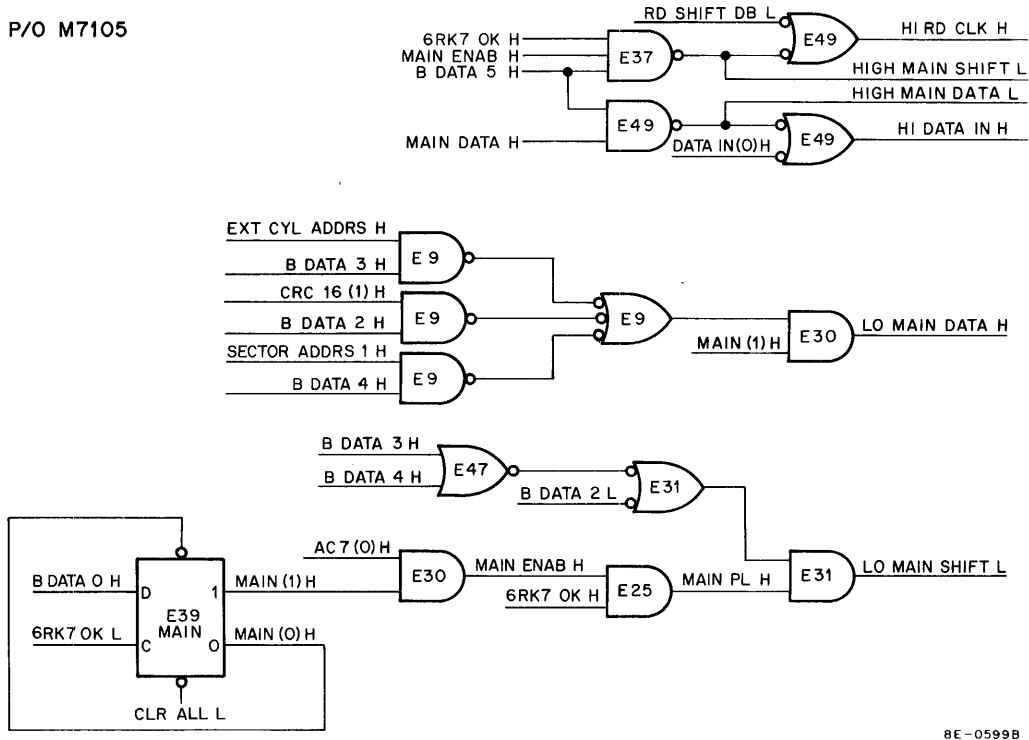 P/O M7105
RD SHIFT DB L
E49
HI RD CLK H
6RK7 OK H
MAIN ENAB H
B DATA 5 H
E37
HIGH MAIN SHIFT L
HIGH MAIN DATA L
E49
MAIN DATA H
DATA IN(0)H
E49
HI DATA IN H
EXT CYL ADDRS H
B DATA 3 H
E9
CRC 16 (1) H
B DATA 2 H
E9
SECTOR ADDRS 1 H
B DATA 4 H
E9
E9
MAIN (1) H
E30
LO MAIN DATA H
B DATA 3 H
B DATA 4 H
E47
B DATA 2 L
E31
AC7 (0) H
E30
MAIN ENAB H
6RK7 OK H
E25
MAIN PL H
E31
LO MAIN SHIFT L
B DATA 0 H
D
1
MAIN (1) H
E39
MAIN
6RK7 OK L
C
0
MAIN (0) H
CLR ALL L
8E-0599B